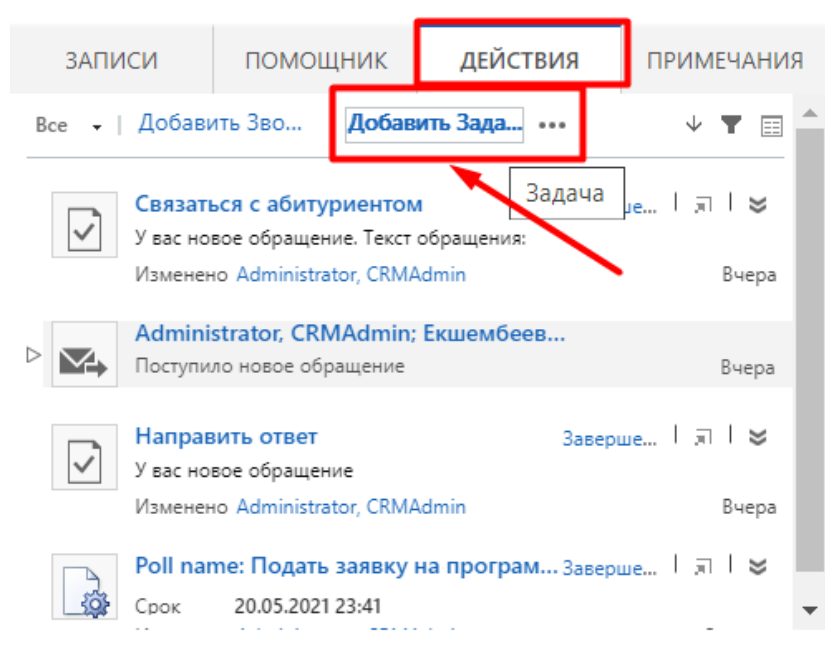 ЗАПИСИ ПОМОЩНИК ДЕЙСТВИЯ ПРИМЕЧАНИЯ
Все | Добавить Зво... Добавить Зада... •••
Задача
Связаться с абитуриентом ше... | |
У вас новое обращение. Текст обращения:
Изменено Administrator, CRMAdmin Вчера
Administrator, CRMAdmin; Екшембеев...
Поступило новое обращение Вчера
Направить ответ Заверше... | |
У вас новое обращение
Изменено Administrator, CRMAdmin Вчера
Poll name: Подать заявку на програм... Заверше... | |
Срок 20.05.2021 23:41